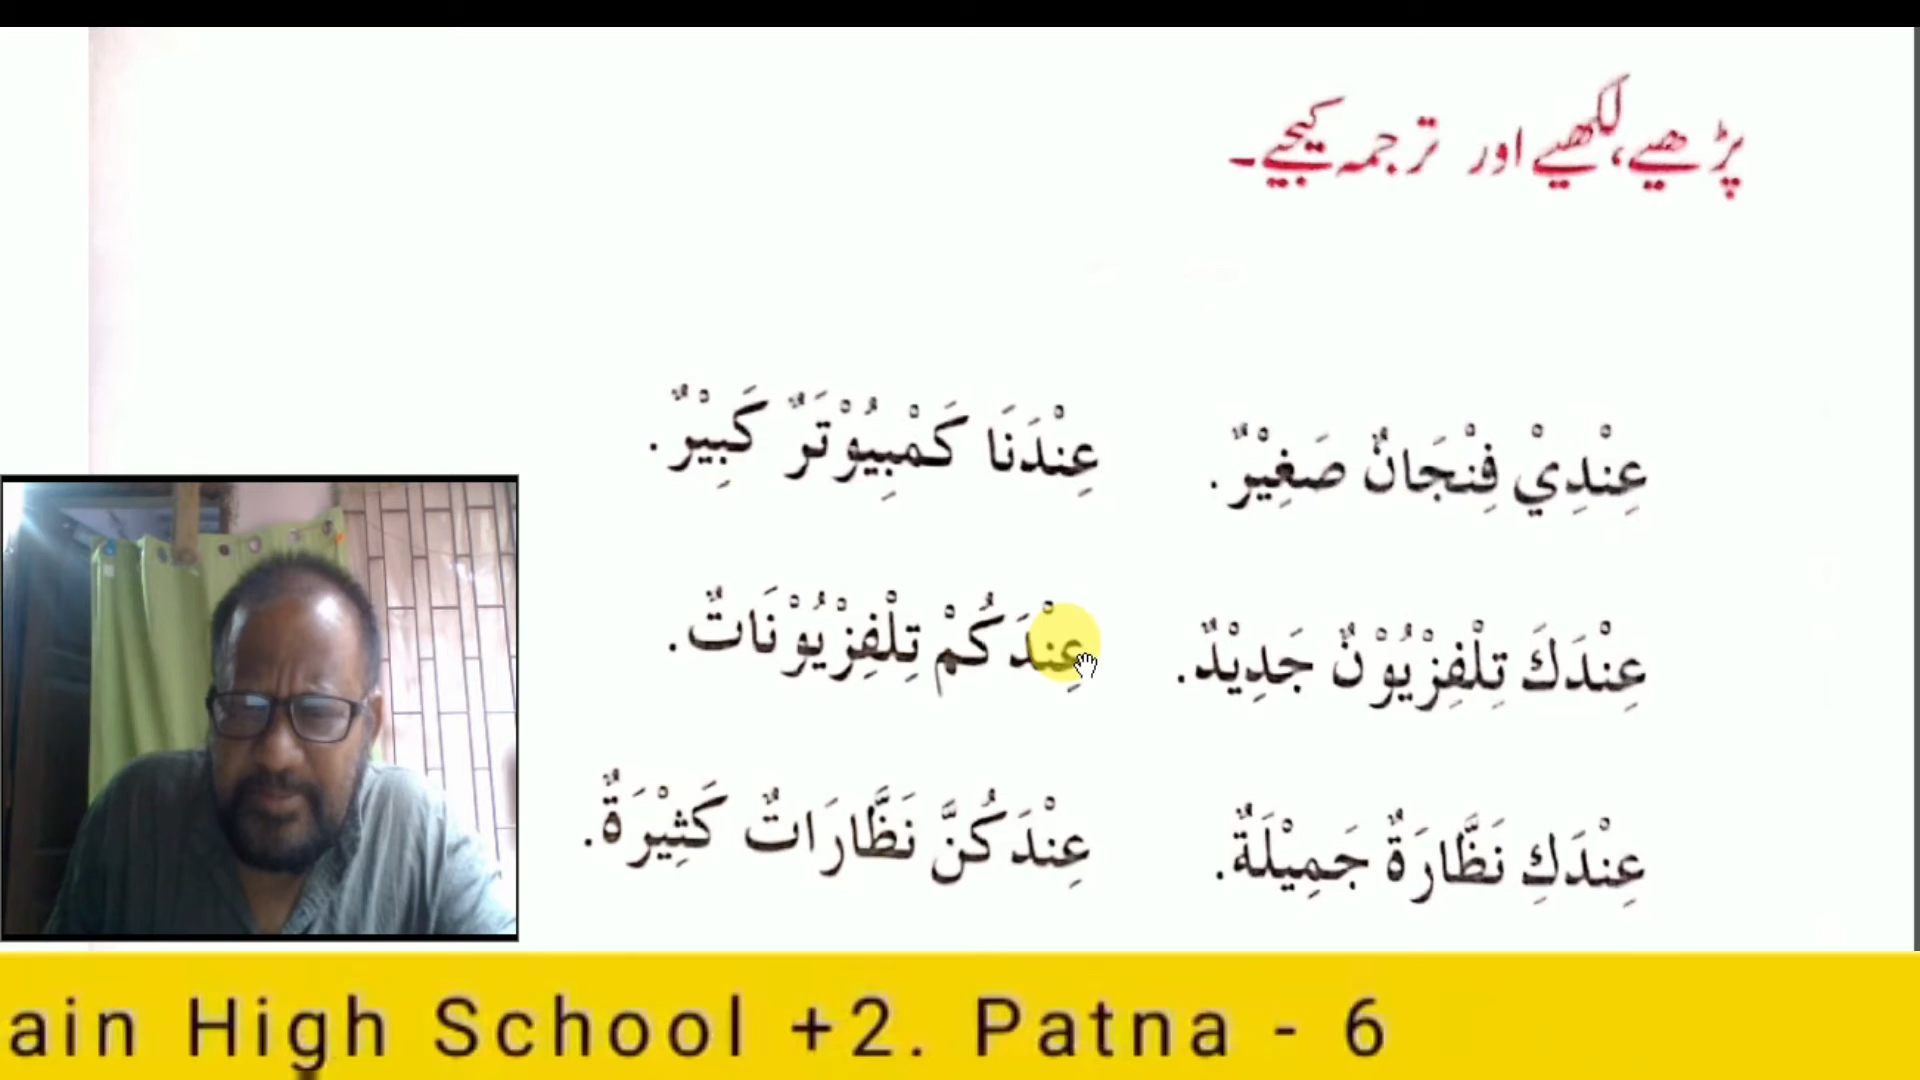 پڑھیے، لکھیے اور ترجمہ کیجیے۔
عِنْدِيْ فِنْجَانٌ صَغِيْرٌ. عِنْدَنَا كَمْبِيُوْتَرٌ كَبِيْرٌ.
عِنْدَكَ تِلْفِزْيُوْنٌ جَدِيْدٌ. عِنْدَكُمْ تِلْفِزْيُوْنَاتٌ.
عِنْدَكِ نَظَّارَةٌ جَمِيْلَةٌ. عِنْدَكُنَّ نَظَّارَاتٌ كَثِيْرَةٌ.
ain High School +2. Patna - 6